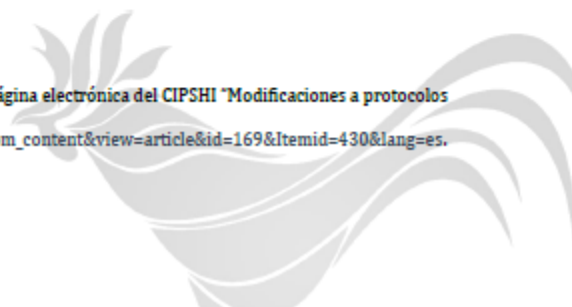 ágina electrónica del CIPSHI "Modificaciones a protocolos
m_content&view=article&id=169&Itemid=430&lang=es.